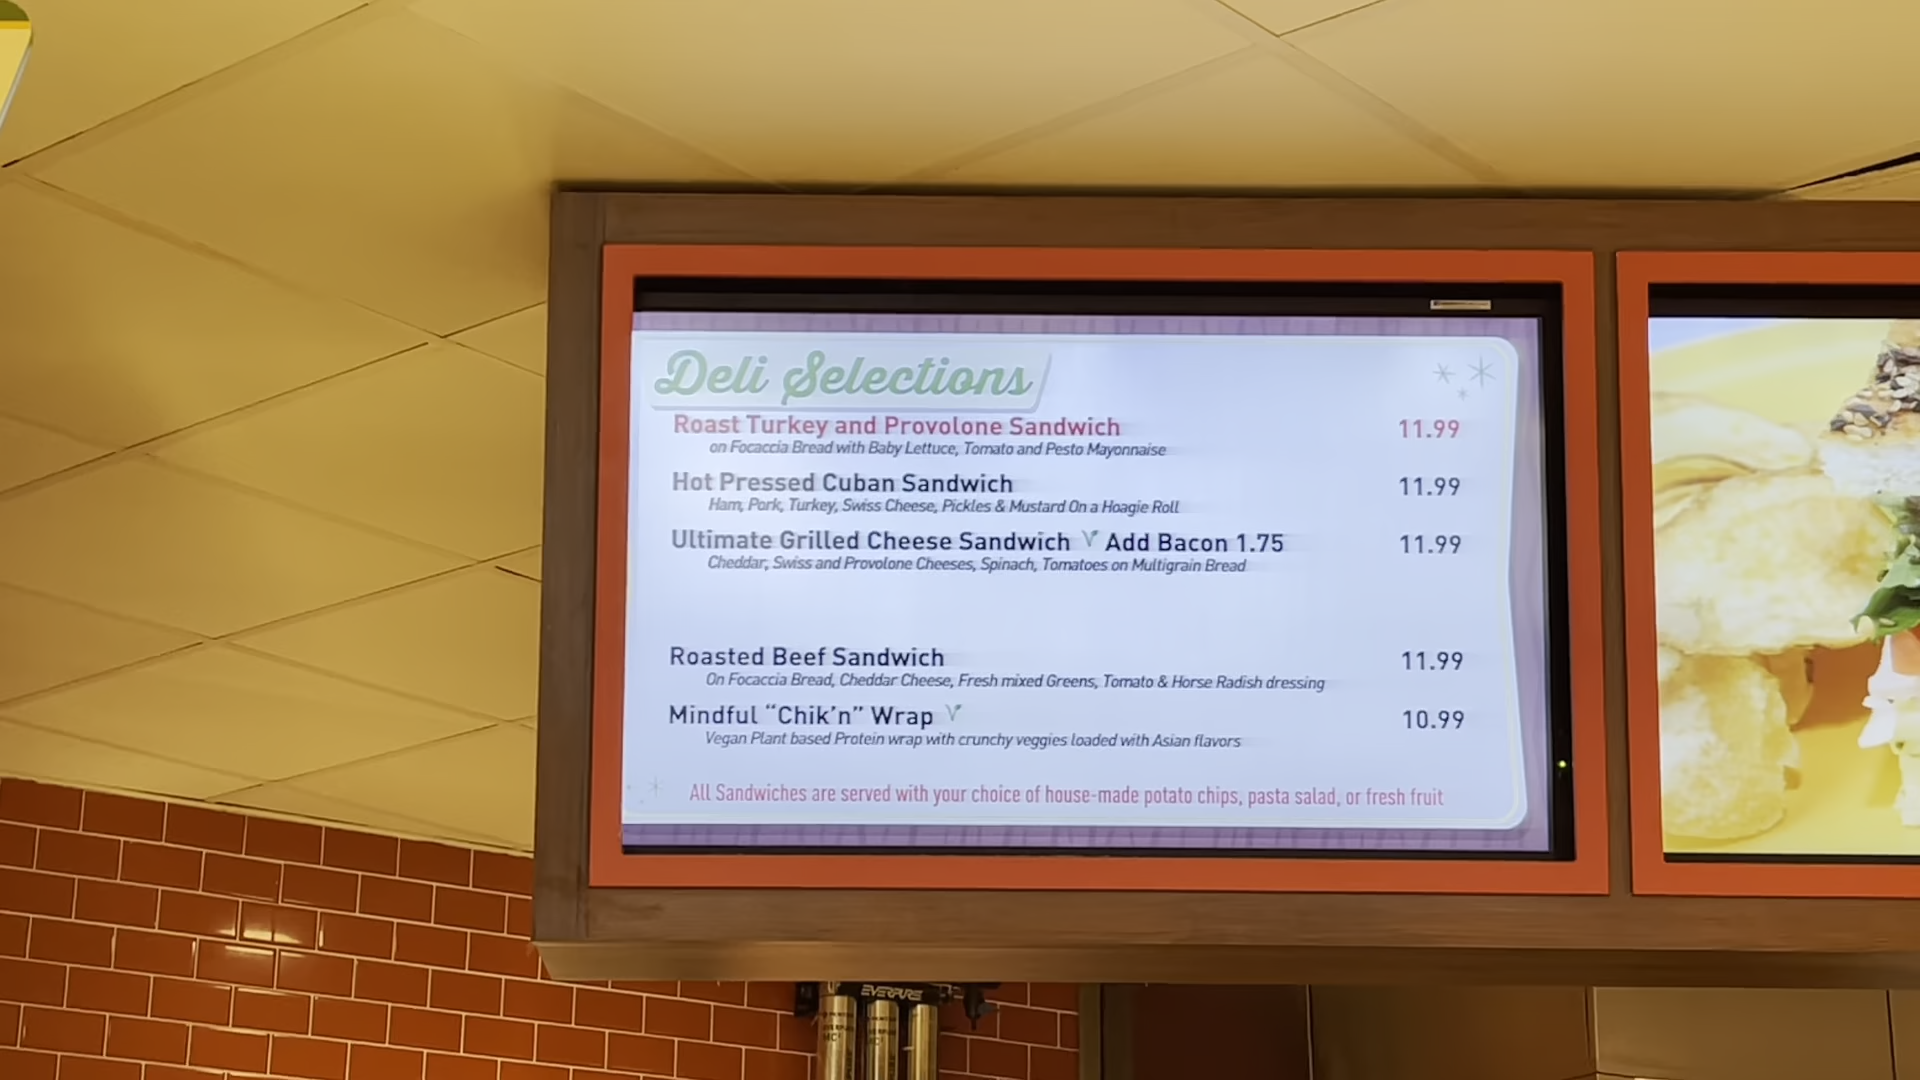 Deli Selections
Roast Turkey and Provolone Sandwich 11.99
on Focaccia Bread with Baby Lettuce, Tomato and Pesto Mayonnaise
Hot Pressed Cuban Sandwich 11.99
Ham, Pork, Turkey, Swiss Cheese, Pickles & Mustard On a Hoagie Roll
Ultimate Grilled Cheese Sandwich Add Bacon 1.75 11.99
Cheddar, Swiss and Provolone Cheeses, Spinach, Tomatoes on Multigrain Bread
Roasted Beef Sandwich 11.99
On Focaccia Bread, Cheddar Cheese, Fresh mixed Greens, Tomato & Horse Radish dressing
Mindful “Chik’n” Wrap 10.99
Vegan Plant based Protein wrap with crunchy veggies loaded with Asian flavors
All Sandwiches are served with your choice of house-made potato chips, pasta salad, or fresh fruit
EVERPURE